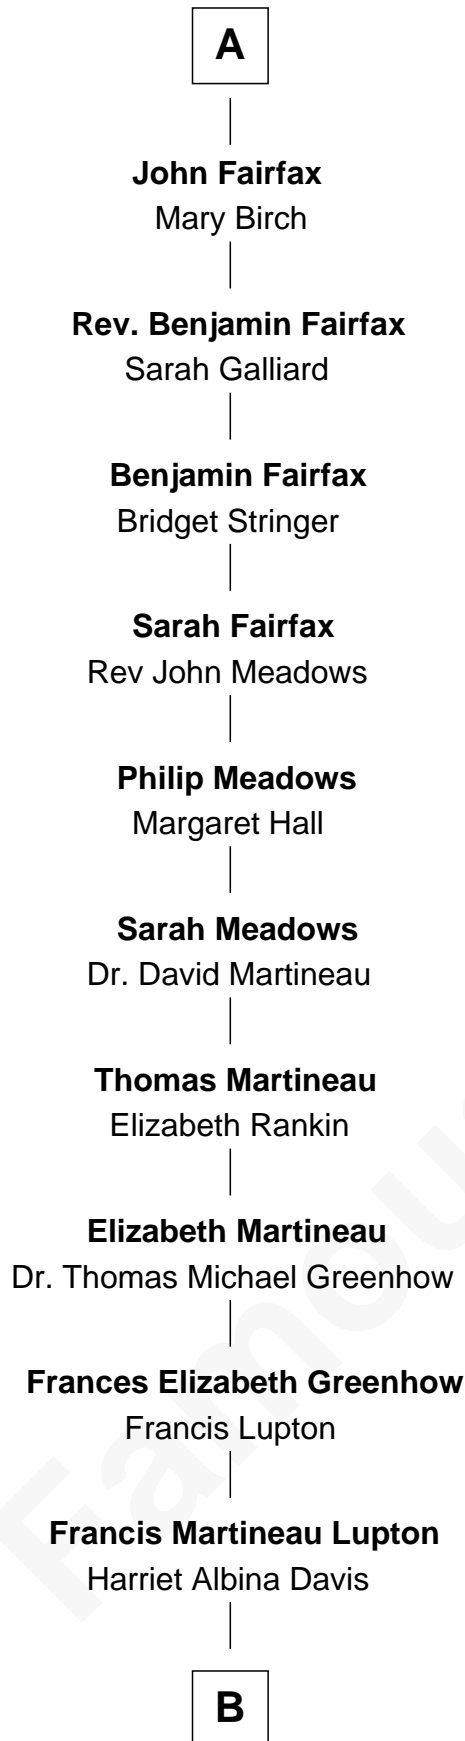 A
John Fairfax
Mary Birch
Rev. Benjamin Fairfax
Sarah Galliard
Benjamin Fairfax
Bridget Stringer
Sarah Fairfax
Rev John Meadows
Philip Meadows
Margaret Hall
Sarah Meadows
Dr. David Martineau
Thomas Martineau
Elizabeth Rankin
Elizabeth Martineau
Dr. Thomas Michael Greenhow
Frances Elizabeth Greenhow
Francis Lupton
Francis Martineau Lupton
Harriet Albina Davis
B
Famou